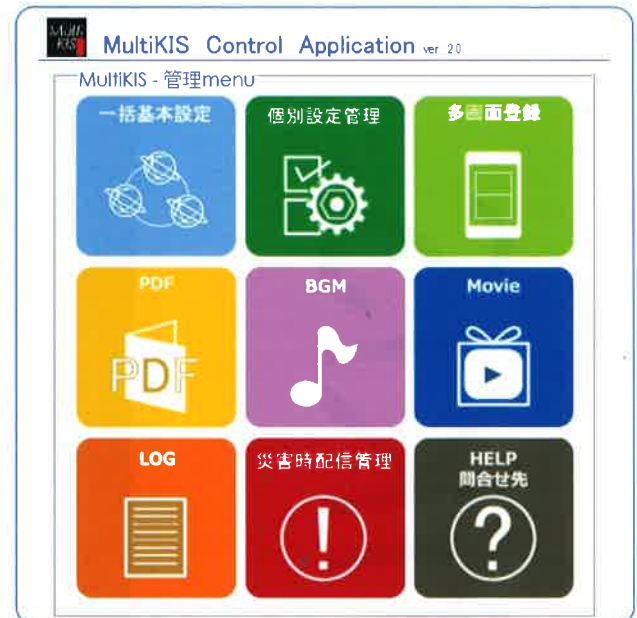 Multi
KIS
MultiKIS Control Application ver 2.0
MultiKIS - 管理menu
一括基本設定
個別設定管理
多画面登録
PDF
PDF
BGM
Movie
LOG
災害時配信管理
HELP
問合せ先